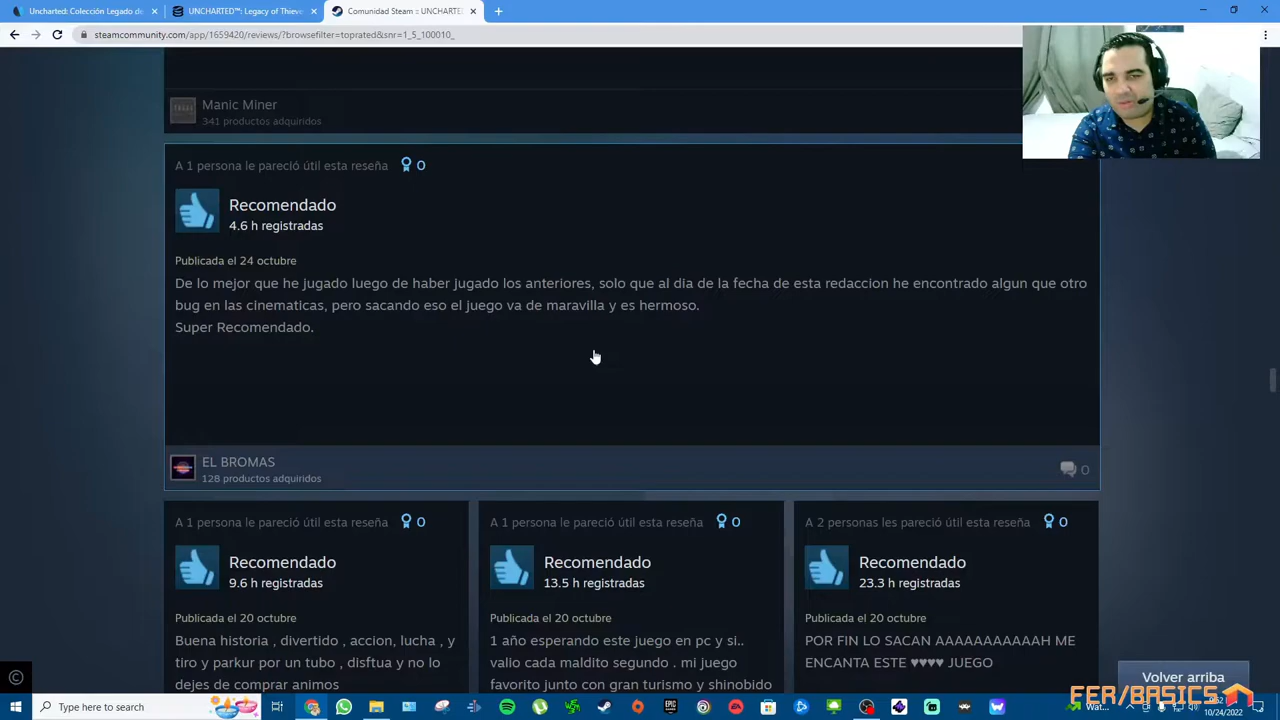 Uncharted: Colección Legado de
UNCHARTED™: Legacy of Thieve
Comunidad Steam :: UNCHARTE
steamcommunity.com/app/1659420/reviews/?browsefilter=toprated&snr=1_5_100010_
Manic Miner
341 productos adquiridos
A 1 persona le pareció útil esta reseña 0
Recomendado
4.6 h registradas
Publicada el 24 octubre
De lo mejor que he jugado luego de haber jugado los anteriores, solo que al dia de la fecha de esta redaccion he encontrado algun que otro
bug en las cinematicas, pero sacando eso el juego va de maravilla y es hermoso.
Super Recomendado.
EL BROMAS
128 productos adquiridos
0
A 1 persona le pareció útil esta reseña 0
Recomendado
9.6 h registradas
Publicada el 20 octubre
Buena historia , divertido , accion, lucha , y
tiro y parkur por un tubo , disftua y no lo
dejes de comprar animos
A 1 persona le pareció útil esta reseña 0
Recomendado
13.5 h registradas
Publicada el 20 octubre
1 año esperando este juego en pc y si..
valio cada maldito segundo . mi juego
favorito junto con gran turismo y shinobido
A 2 personas les pareció útil esta reseña 0
Recomendado
23.3 h registradas
Publicada el 20 octubre
POR FIN LO SACAN AAAAAAAAAAAH ME
ENCANTA ESTE ♥♥♥♥ JUEGO
Volver arriba
FER/BASICS
Type here to search
Wat...
10/24/2022